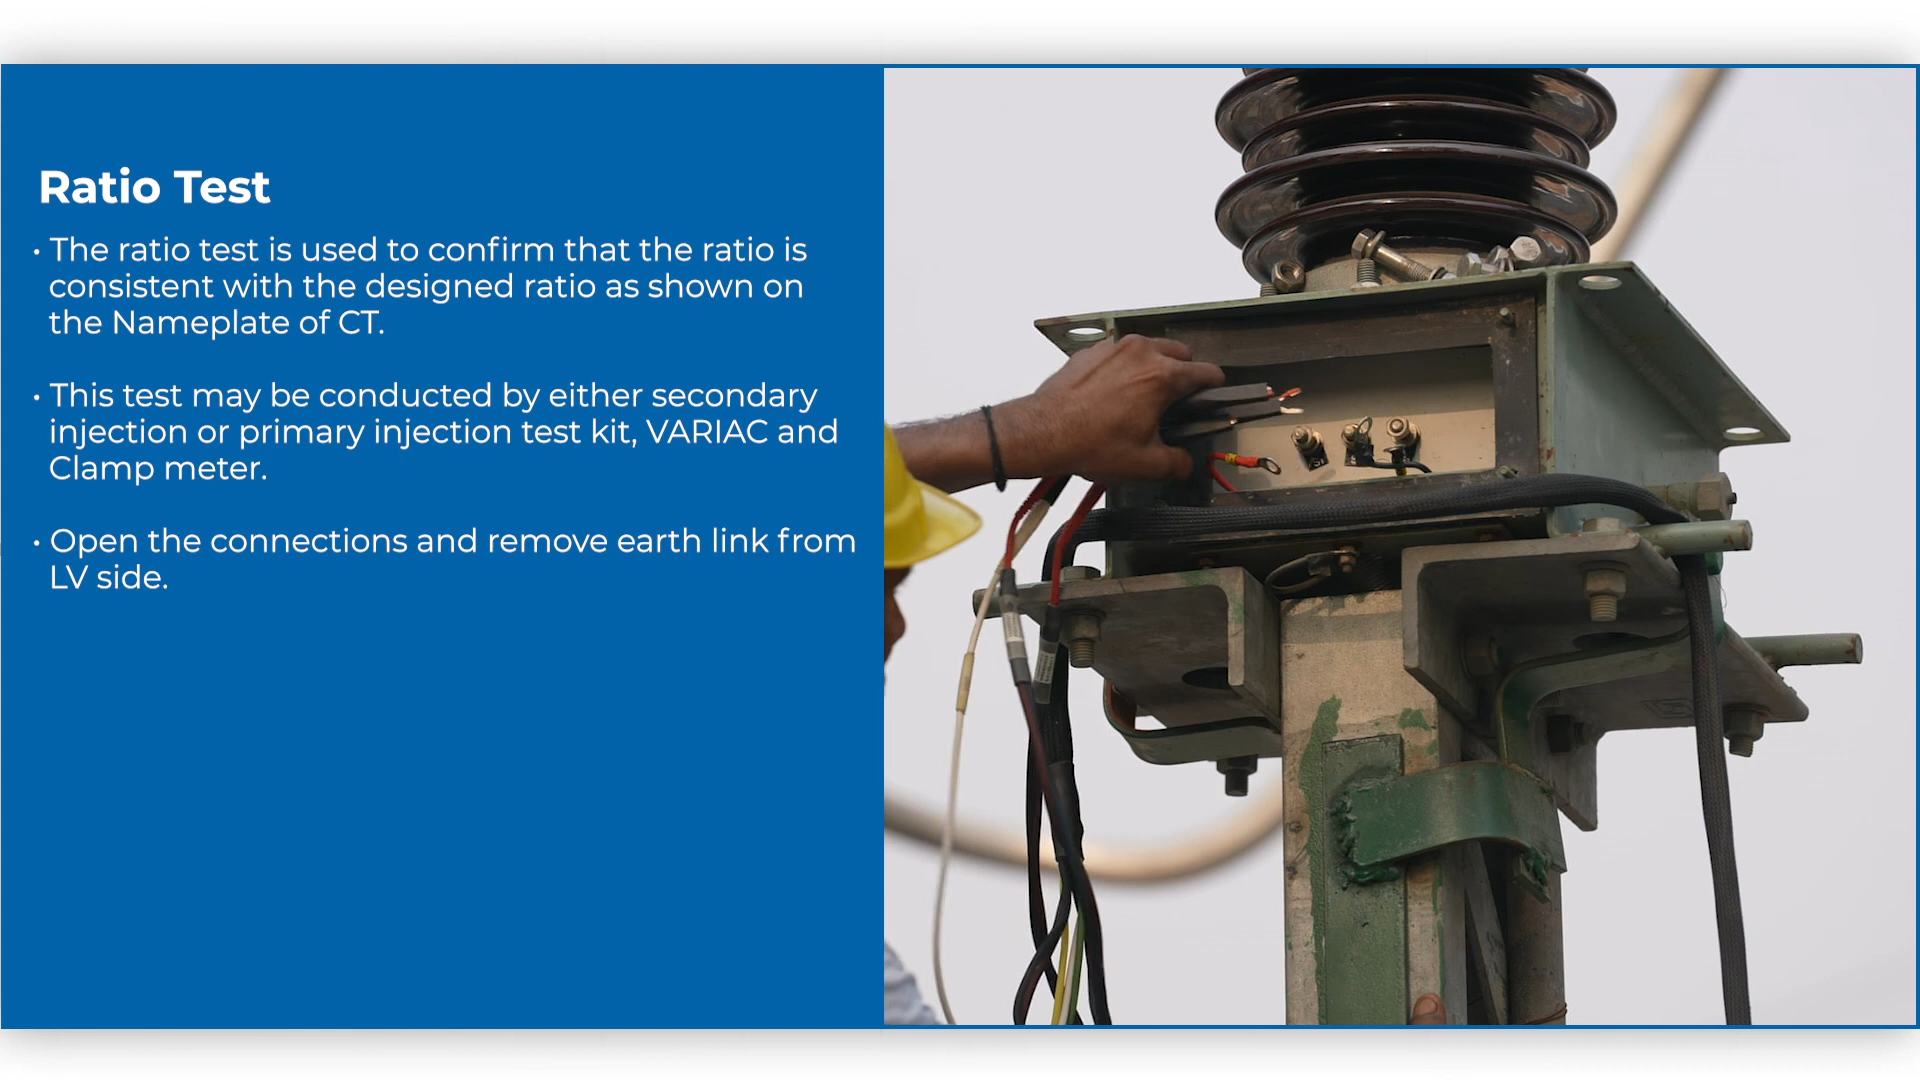 Ratio Test
• The ratio test is used to confirm that the ratio is
consistent with the designed ratio as shown on
the Nameplate of CT.
• This test may be conducted by either secondary
injection or primary injection test kit, VARIAC and
Clamp meter.
• Open the connections and remove earth link from
LV side.